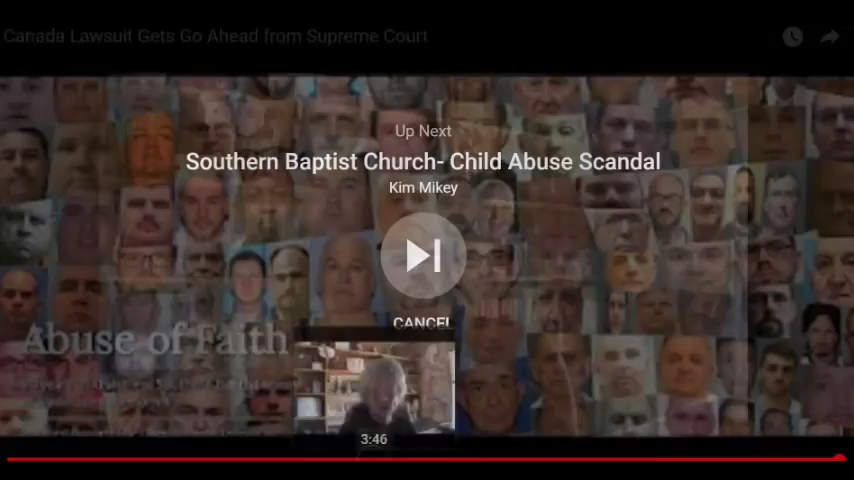 Canada Lawsuit Gets Go Ahead from Supreme Court
Up Next
Southern Baptist Church- Child Abuse Scandal
Kim Mikey
CANCEL
Abuse of Faith
3:46